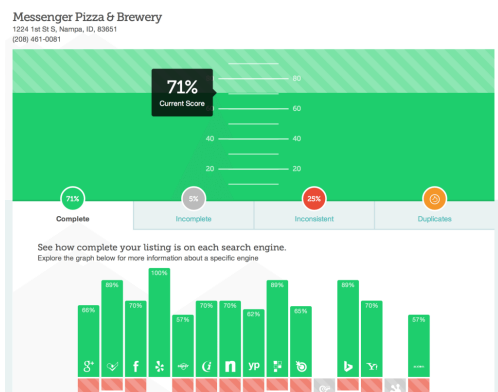 Messenger Pizza & Brewery
1224 1st St S, Nampa, ID, 83651
(208) 461-0081
80
71%
Current Score
60
40 40
20 20
71% 5% 25%
Complete Incomplete Inconsistent Duplicates
See how complete your listing is on each search engine.
Explore the graph below for more information about a specific engine
66% 89% 70% 100% 57% 70% 70% 62% 89% 65% 89% 70% 57%
g+ f n yp b